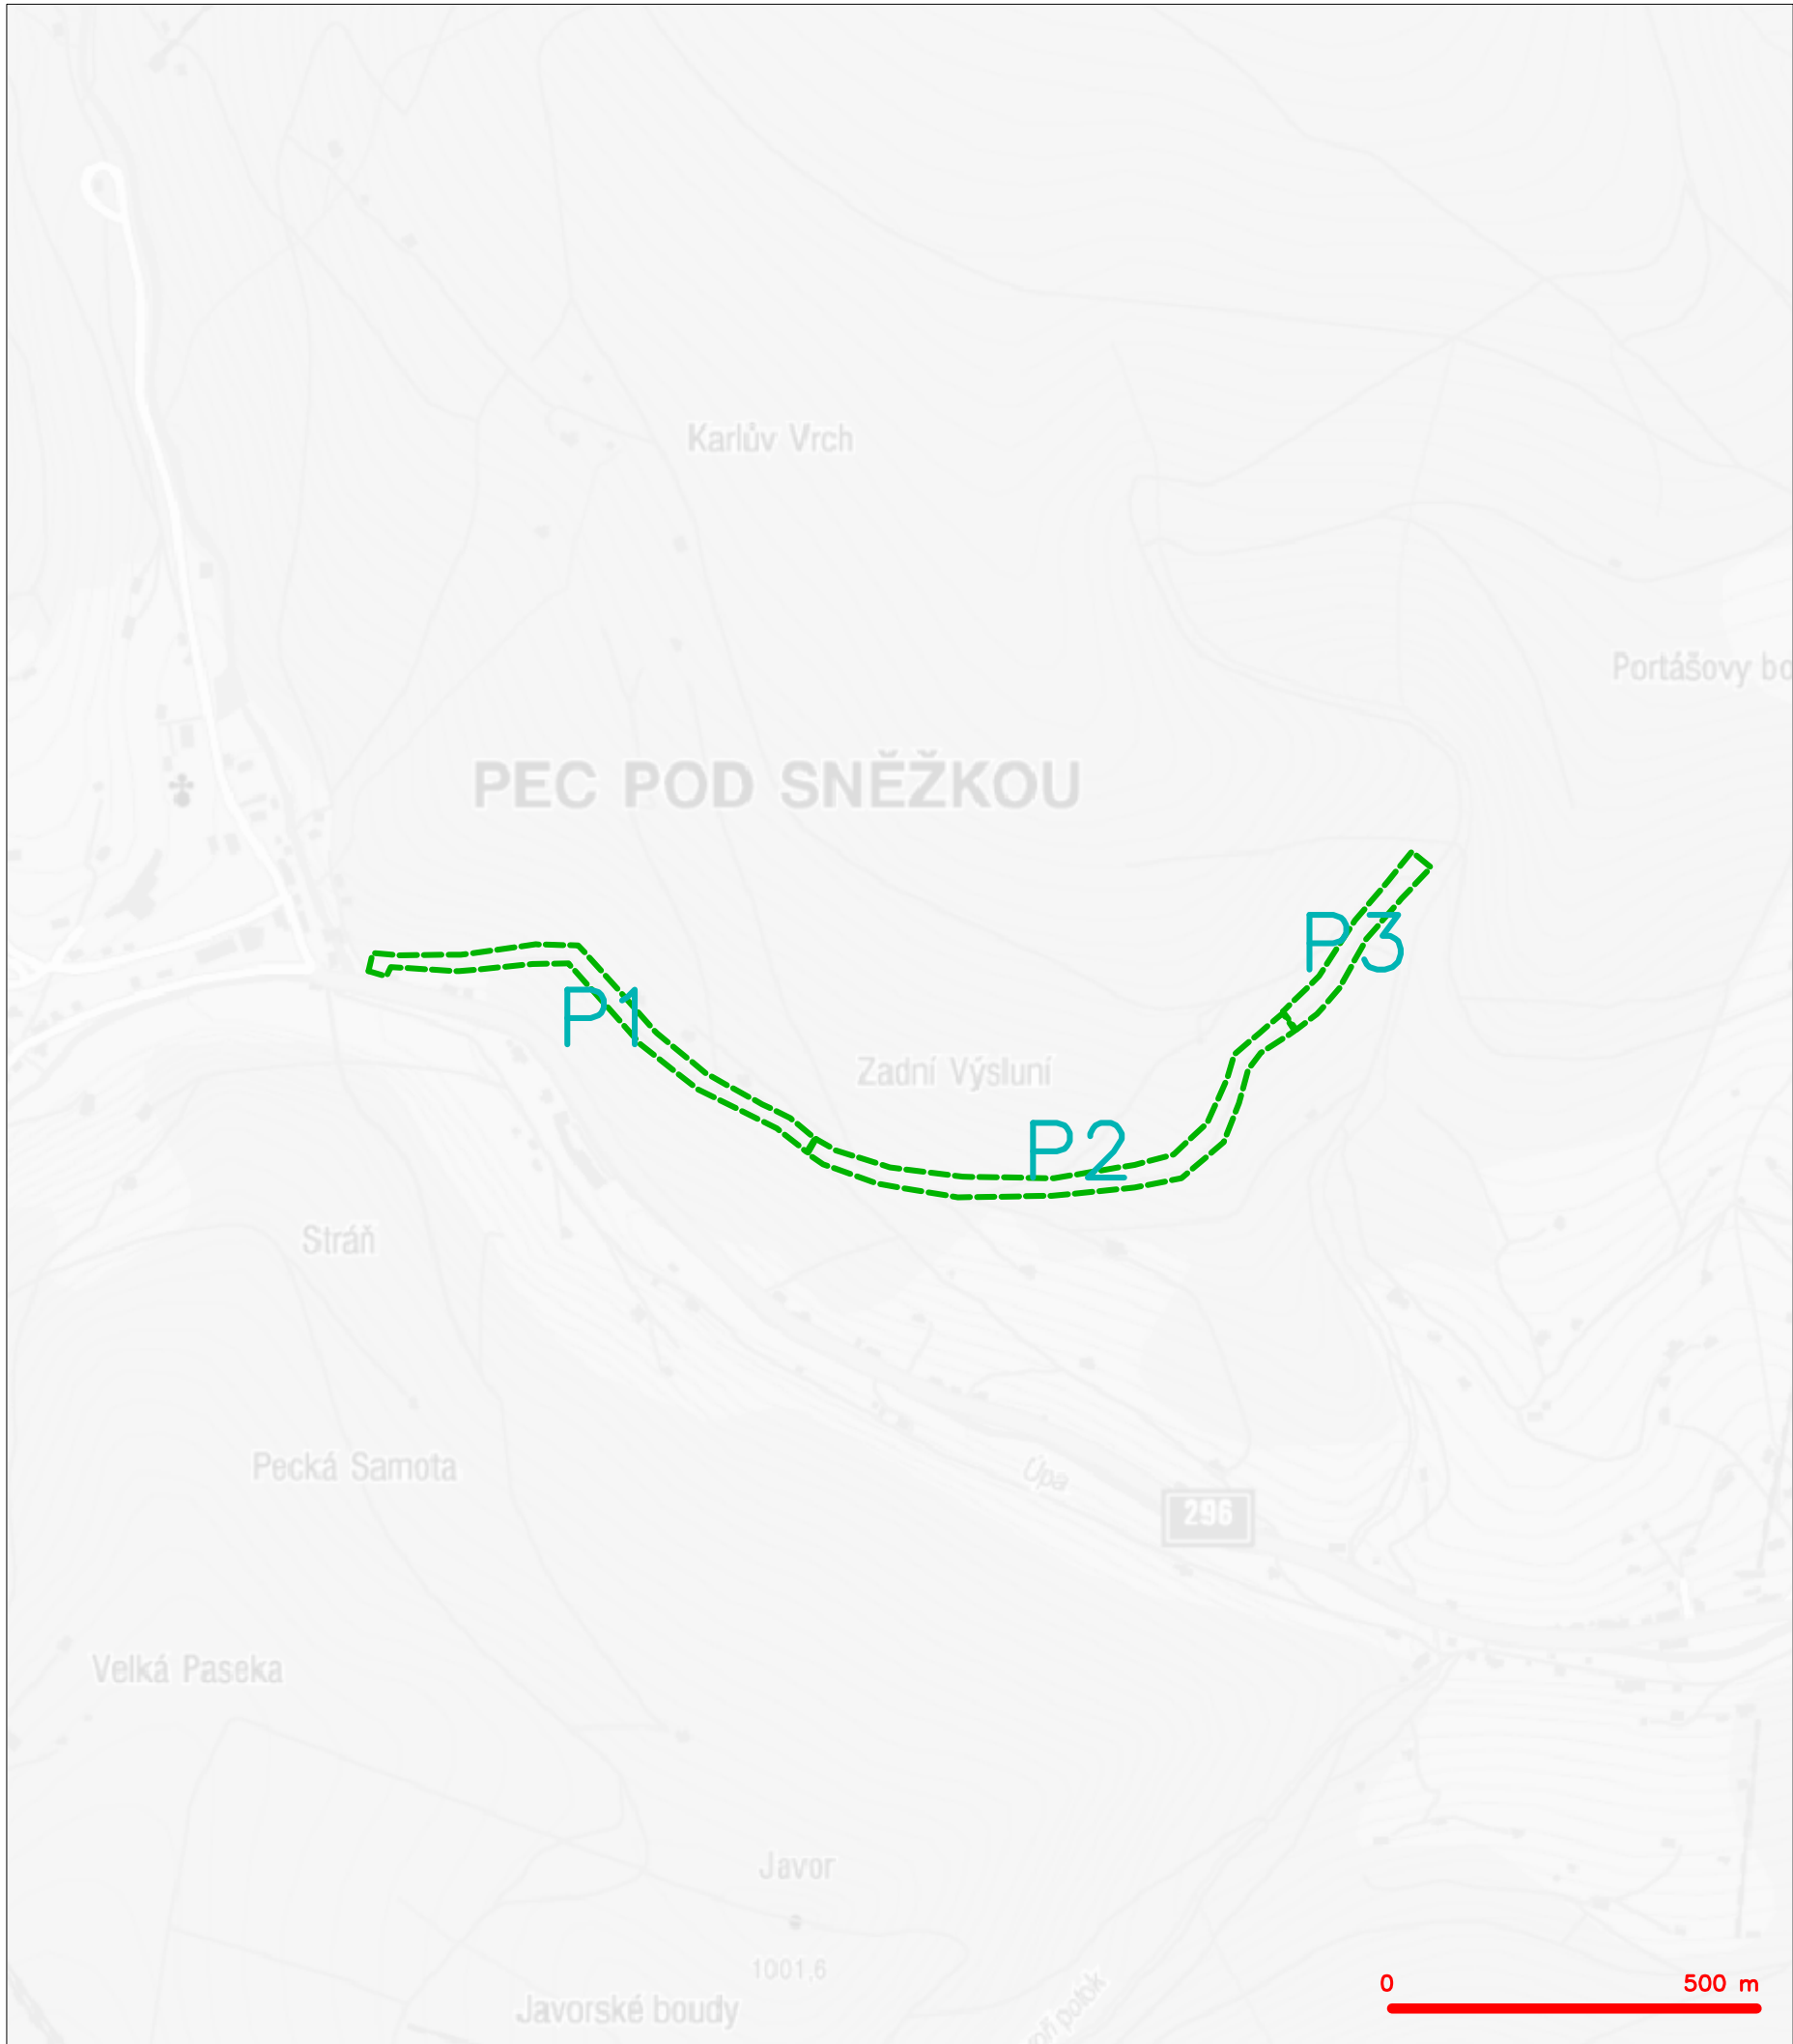 Karlův Vrch
Portášovy bo
PEC POD SNĚŽKOU
P3
P1
Zadní Výsluní
P2
Stráň
Pecká Samota
Úpa
296
Velká Paseka
Javor
1001,6
0 500 m
Javorské boudy
potok